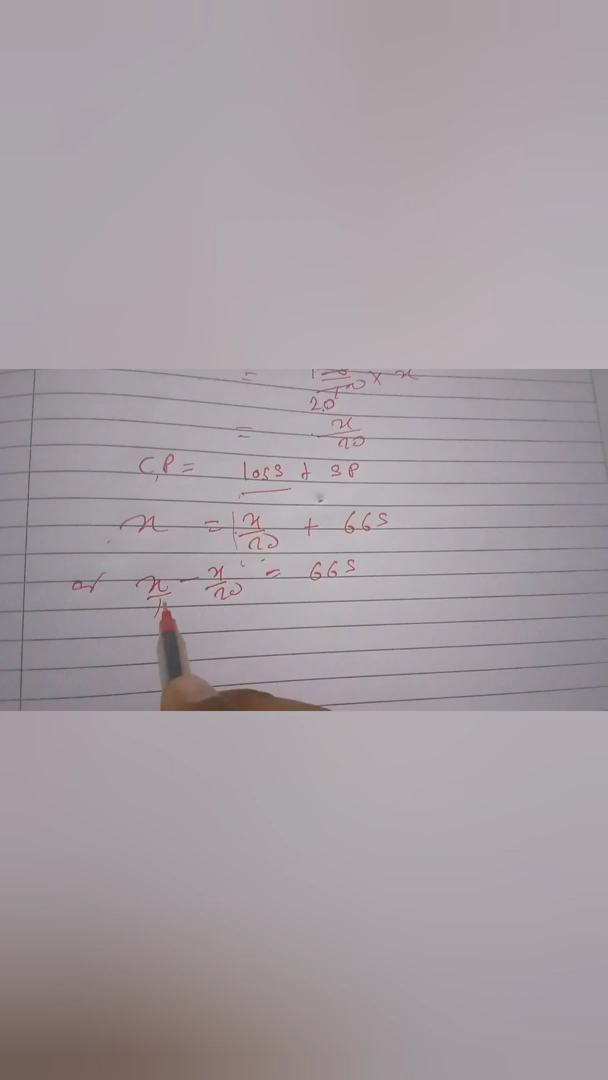 = × x
20
= x/20
C.P = loss + SP
x = x/20 + 665
or x/1 - x/20 = 665